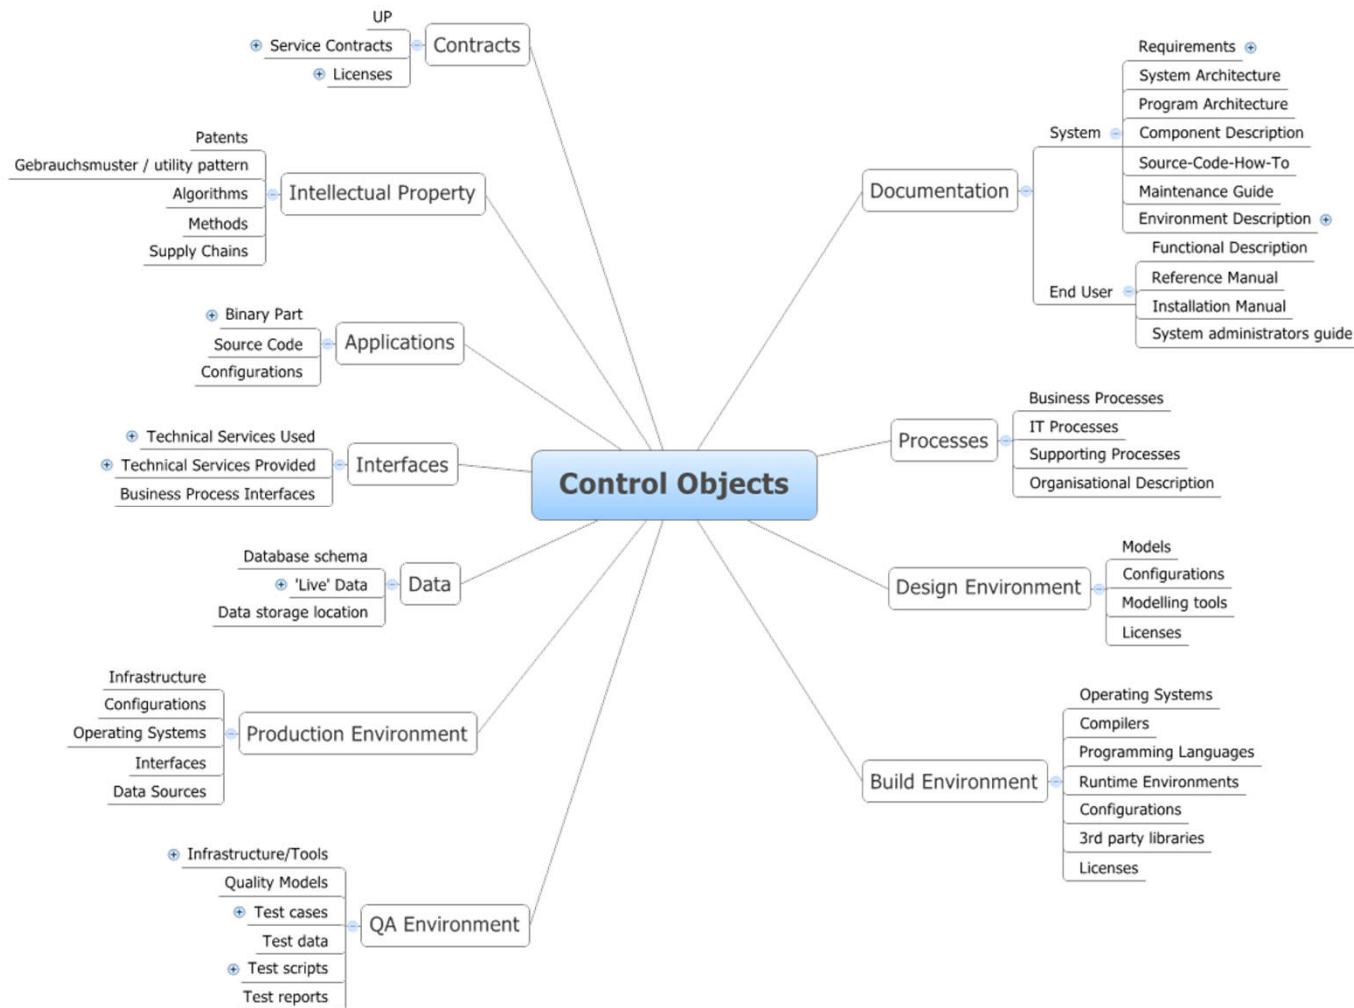 Control Objects
Contracts
UP
Service Contracts
Licenses
Intellectual Property
Patents
Gebrauchsmuster / utility pattern
Algorithms
Methods
Supply Chains
Applications
Binary Part
Source Code
Configurations
Interfaces
Technical Services Used
Technical Services Provided
Business Process Interfaces
Data
Database schema
'Live' Data
Data storage location
Production Environment
Infrastructure
Configurations
Operating Systems
Interfaces
Data Sources
QA Environment
Infrastructure/Tools
Quality Models
Test cases
Test data
Test scripts
Test reports
Documentation
System
Requirements
System Architecture
Program Architecture
Component Description
Source-Code-How-To
Maintenance Guide
Environment Description
End User
Functional Description
Reference Manual
Installation Manual
System administrators guide
Processes
Business Processes
IT Processes
Supporting Processes
Organisational Description
Design Environment
Models
Configurations
Modelling tools
Licenses
Build Environment
Operating Systems
Compilers
Programming Languages
Runtime Environments
Configurations
3rd party libraries
Licenses